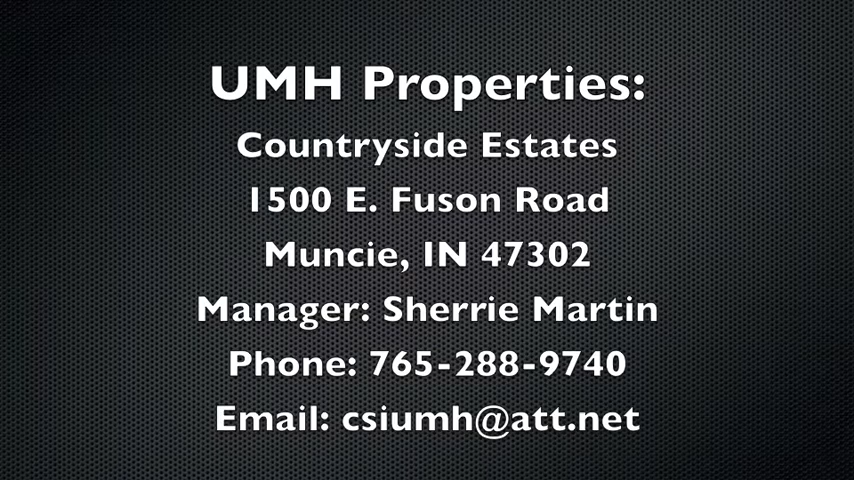 UMH Properties:
Countryside Estates
1500 E. Fuson Road
Muncie, IN 47302
Manager: Sherrie Martin
Phone: 765-288-9740
Email: csiumh@att.net